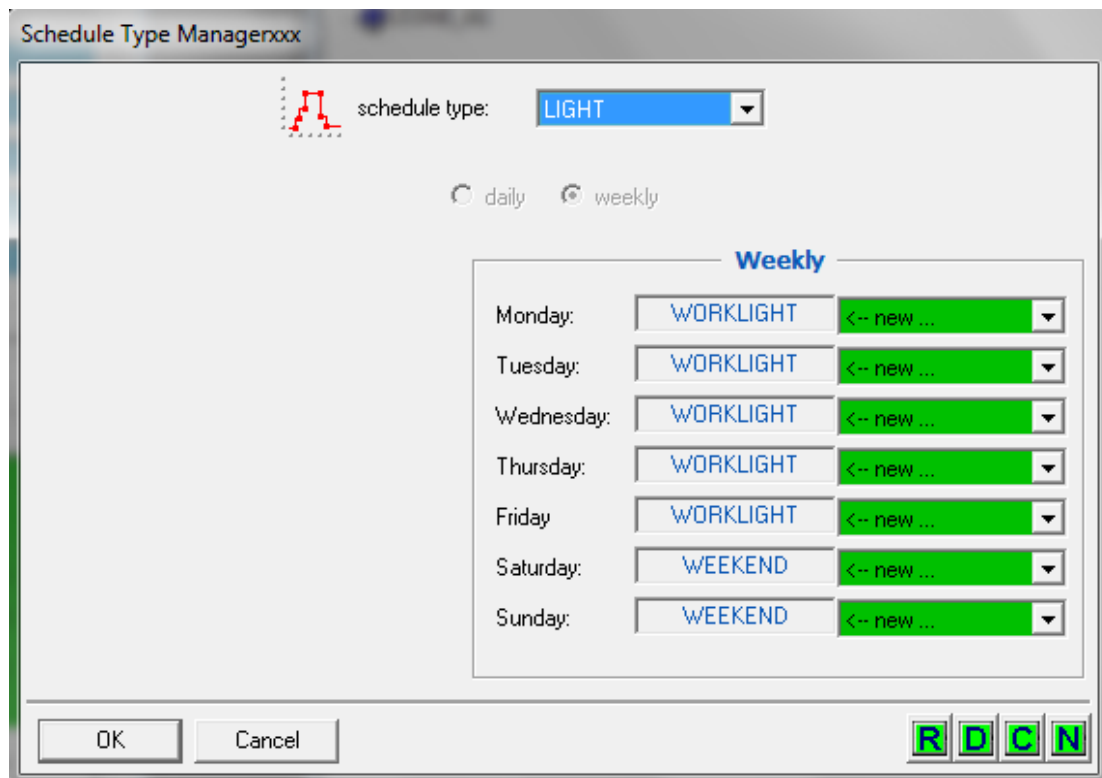 Schedule Type Managerxxx
schedule type: LIGHT
daily weekly
Weekly
Monday: WORKLIGHT <-- new ...
Tuesday: WORKLIGHT <-- new ...
Wednesday: WORKLIGHT <-- new ...
Thursday: WORKLIGHT <-- new ...
Friday WORKLIGHT <-- new ...
Saturday: WEEKEND <-- new ...
Sunday: WEEKEND <-- new ...
OK Cancel R D C N